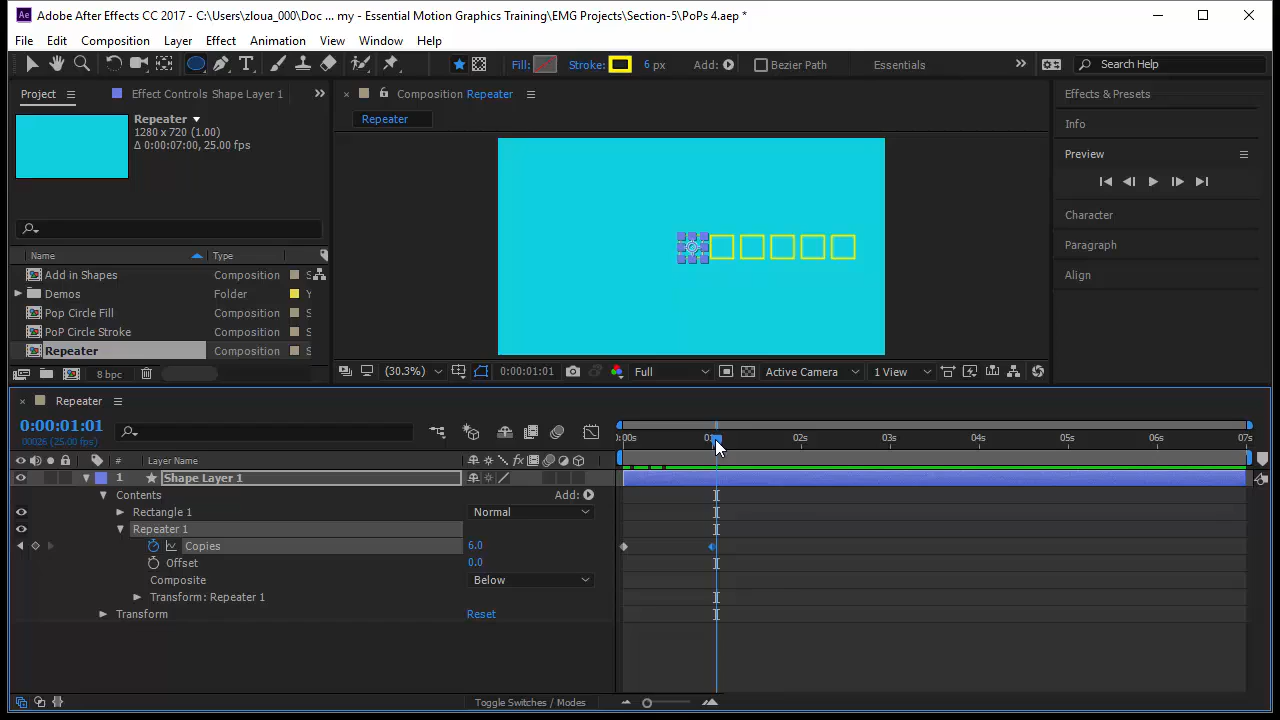 Adobe After Effects CC 2017 - C:\Users\zloua_000\Doc ... my - Essential Motion Graphics Training\EMG Projects\Section-5\PoPs 4.aep *
File Edit Composition Layer Effect Animation View Window Help
Fill: Stroke: 6 px Add: Bezier Path Essentials Search Help
Project Effect Controls Shape Layer 1
Composition Repeater
Effects & Presets
Repeater
1280 x 720 (1.00)
Δ 0:00:07:00, 25.00 fps
Repeater
Info
Preview
Character
Paragraph
Align
Name Type
Add in Shapes Composition S
Demos Folder Y
Pop Circle Fill Composition S
PoP Circle Stroke Composition S
Repeater Composition S
8 bpc
(30.3%) 0:00:01:01 Full Active Camera 1 View
Repeater
0:00:01:01
00026 (25.00 fps)
:00s 01s 02s 03s 04s 05s 06s 07s
# Layer Name
1 Shape Layer 1
Contents Add:
Rectangle 1 Normal
Repeater 1
Copies 6.0
Offset 0.0
Composite Below
Transform: Repeater 1
Transform Reset
Toggle Switches / Modes